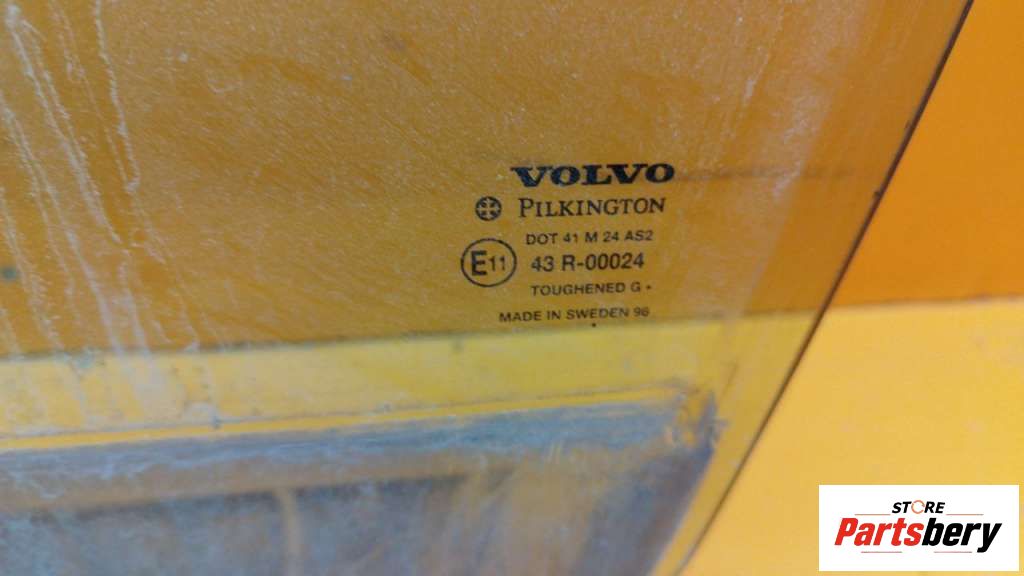 VOLVO
PILKINGTON
DOT 41 M 24 AS2
E11 43 R-00024
TOUGHENED G •
MADE IN SWEDEN 96
STORE
Partsbery